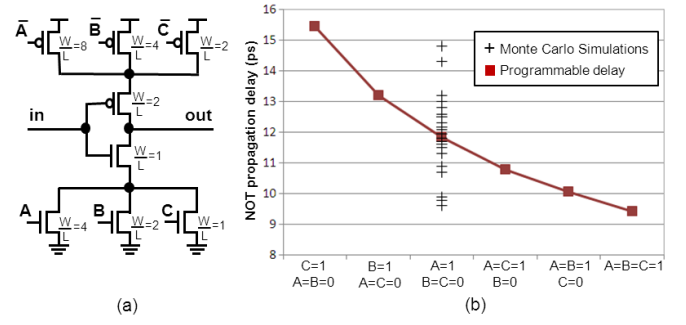 A̅ B̅ C̅
W/L=8 W/L=4 W/L=2
W/L=2
in out
W/L=1
A B C
W/L=4 W/L=2 W/L=1
(a)
NOT propagation delay (ps)
16
15
14
13
12
11
10
9
8
+ Monte Carlo Simulations
Programmable delay
C=1 B=1 A=1 A=C=1 A=B=1 A=B=C=1
A=B=0 A=C=0 B=C=0 B=0 C=0
(b)